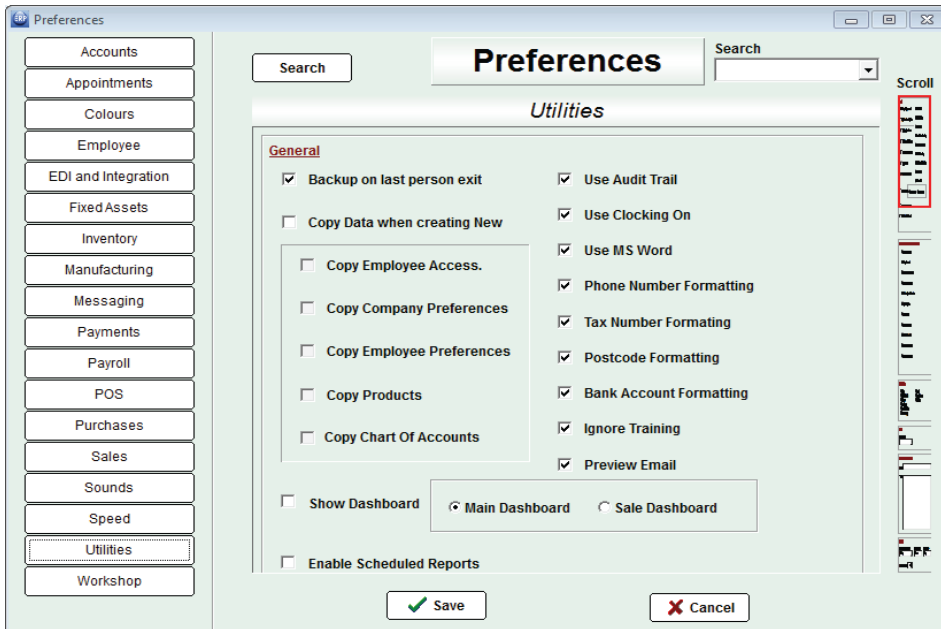 ERP Preferences
Accounts
Appointments
Colours
Employee
EDI and Integration
Fixed Assets
Inventory
Manufacturing
Messaging
Payments
Payroll
POS
Purchases
Sales
Sounds
Speed
Utilities
Workshop
Search
Preferences
Search
Scroll
Utilities
General
Backup on last person exit
Copy Data when creating New
Copy Employee Access.
Copy Company Preferences
Copy Employee Preferences
Copy Products
Copy Chart Of Accounts
Use Audit Trail
Use Clocking On
Use MS Word
Phone Number Formatting
Tax Number Formating
Postcode Formatting
Bank Account Formatting
Ignore Training
Preview Email
Show Dashboard
Main Dashboard
Sale Dashboard
Enable Scheduled Reports
Save
Cancel